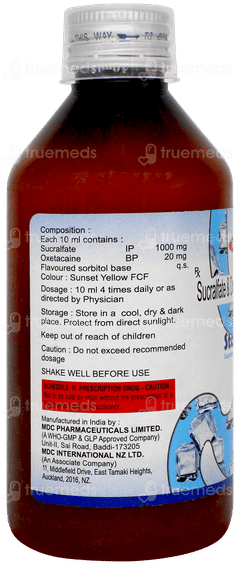 THIS WAY
truemeds
Composition :
Each 10 ml contains :
Sucralfate IP 1000 mg
Oxetacaine BP 20 mg
Flavoured sorbitol base q.s.
Colour : Sunset Yellow FCF
Dosage : 10 ml 4 times daily or as
directed by Physician
Storage : Store in a cool, dry & dark
place. Protect from direct sunlight.
Keep out of reach of children
Caution : Do not exceed recommended
dosage
SHAKE WELL BEFORE USE
SCHEDULE H PRESCRIPTION DRUG - CAUTION
Manufactured in India by :
MDC PHARMACEUTICALS LIMITED.
(A WHO-GMP & GLP Approved Company)
Unit-II, Sai Road, Baddi-173205
MDC INTERNATIONAL NZ LTD.
(An Associate Company)
11, Middlefield Drive, East Tamaki Heights,
Auckland, 2016, NZ.
Rx
Sucralfate &